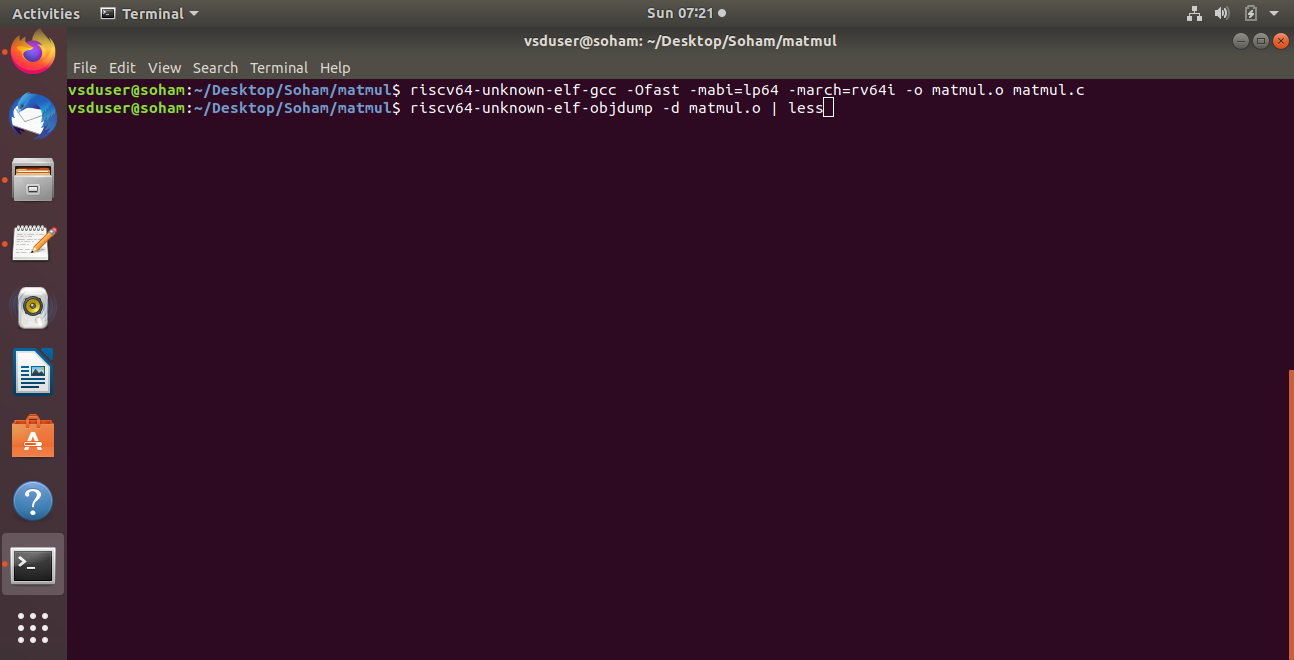 Activities Terminal Sun 07:21
vsduser@soham: ~/Desktop/Soham/matmul
File Edit View Search Terminal Help
vsduser@soham:~/Desktop/Soham/matmul$ riscv64-unknown-elf-gcc -Ofast -mabi=lp64 -march=rv64i -o matmul.o matmul.c
vsduser@soham:~/Desktop/Soham/matmul$ riscv64-unknown-elf-objdump -d matmul.o | less